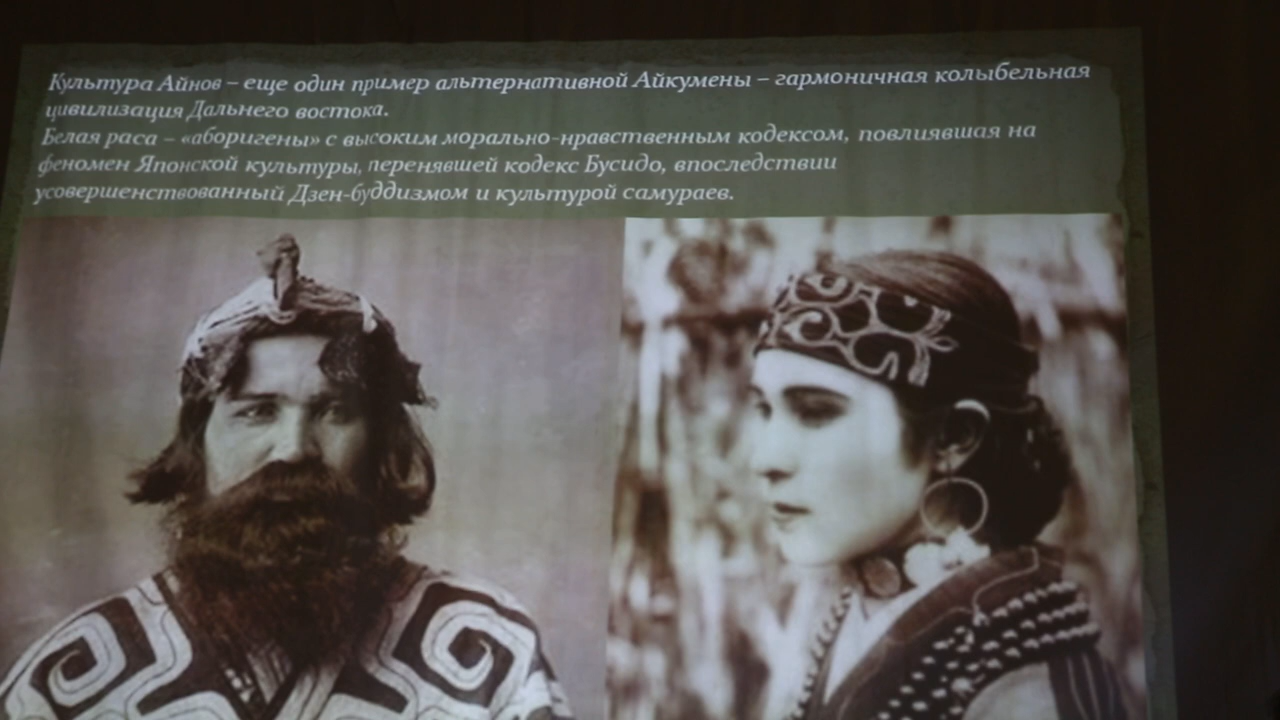 Культура Айнов – еще один пример альтернативной Айкумены – гармоничная колыбельная
цивилизация Дальнего востока.
Белая раса – «аборигены» с высоким морально-нравственным кодексом, повлиявшая на
феномен Японской культуры, перенявшей кодекс Бусидо, впоследствии
усовершенствованный Дзен-буддизмом и культурой самураев.